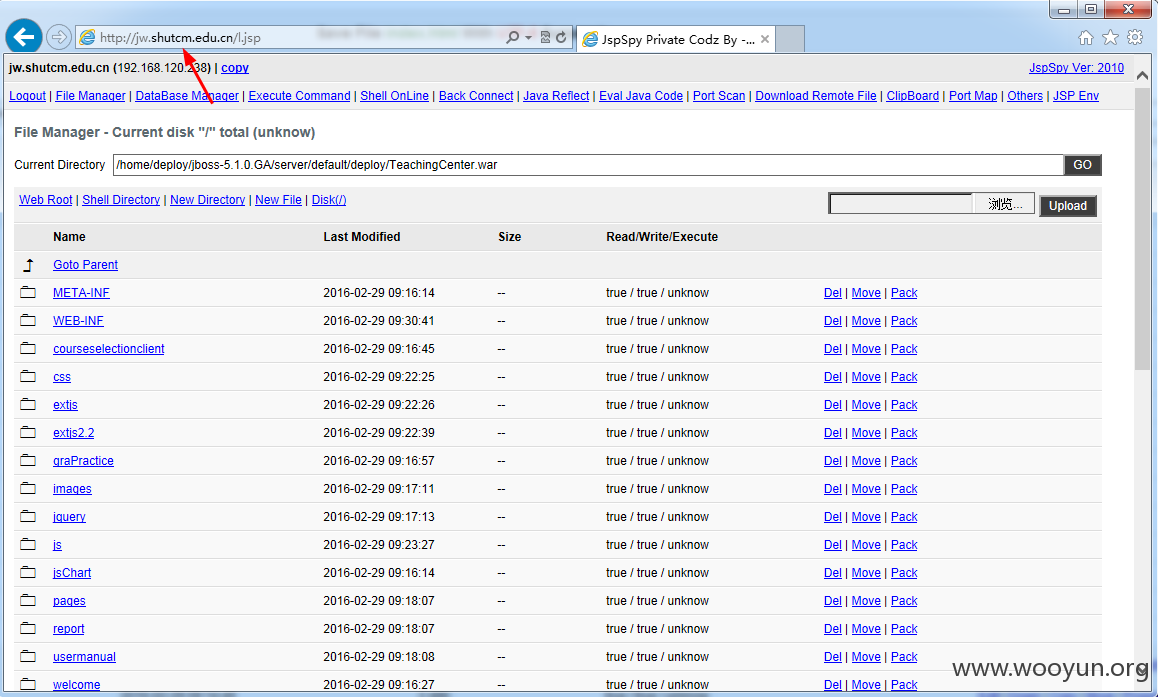 http://jw.shutcm.edu.cn/l.jsp
JspSpy Private Codz By -...
jw.shutcm.edu.cn (192.168.120.238) | copy
JspSpy Ver: 2010
Logout | File Manager | DataBase Manager | Execute Command | Shell OnLine | Back Connect | Java Reflect | Eval Java Code | Port Scan | Download Remote File | ClipBoard | Port Map | Others | JSP Env
File Manager - Current disk "/" total (unknow)
Current Directory /home/deploy/jboss-5.1.0.GA/server/default/deploy/TeachingCenter.war GO
Web Root | Shell Directory | New Directory | New File | Disk(/) 浏览... Upload
Name Last Modified Size Read/Write/Execute
Goto Parent
META-INF 2016-02-29 09:16:14 -- true / true / unknow Del | Move | Pack
WEB-INF 2016-02-29 09:30:41 -- true / true / unknow Del | Move | Pack
courseselectionclient 2016-02-29 09:16:45 -- true / true / unknow Del | Move | Pack
css 2016-02-29 09:22:25 -- true / true / unknow Del | Move | Pack
extjs 2016-02-29 09:22:26 -- true / true / unknow Del | Move | Pack
extjs2.2 2016-02-29 09:22:39 -- true / true / unknow Del | Move | Pack
graPractice 2016-02-29 09:16:57 -- true / true / unknow Del | Move | Pack
images 2016-02-29 09:17:11 -- true / true / unknow Del | Move | Pack
jquery 2016-02-29 09:17:13 -- true / true / unknow Del | Move | Pack
js 2016-02-29 09:23:27 -- true / true / unknow Del | Move | Pack
jsChart 2016-02-29 09:16:14 -- true / true / unknow Del | Move | Pack
pages 2016-02-29 09:18:07 -- true / true / unknow Del | Move | Pack
report 2016-02-29 09:18:07 -- true / true / unknow Del | Move | Pack
usermanual 2016-02-29 09:18:08 -- true / true / unknow Del | Move | Pack
welcome 2016-02-29 09:16:27 -- true / true / unknow Del | Move | Pack
www.wooyun.org